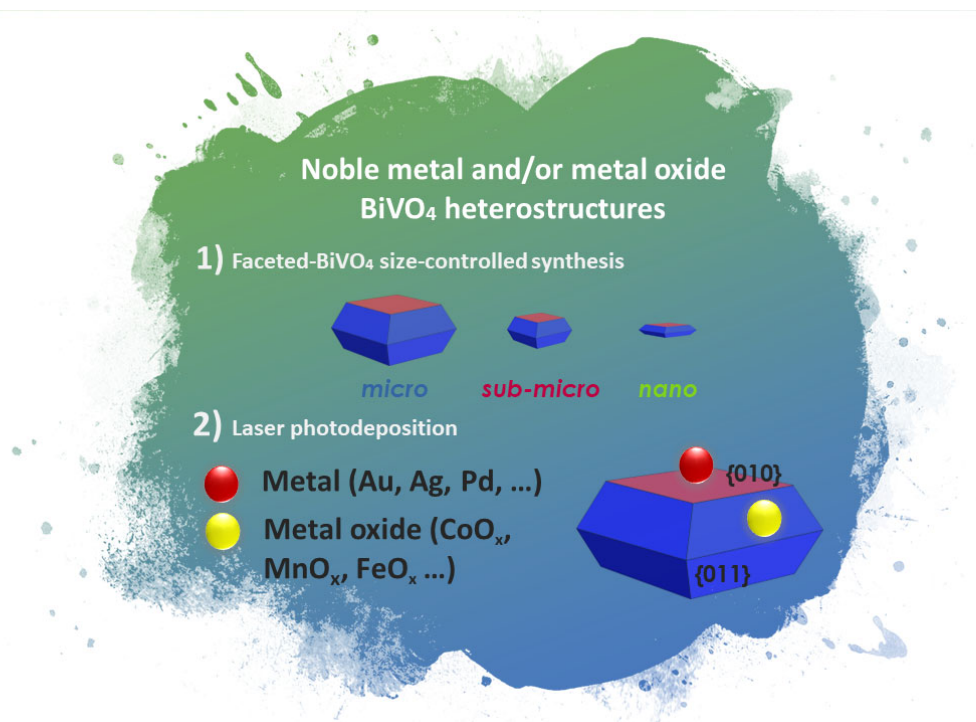 Noble metal and/or metal oxide
BiVO₄ heterostructures
1) Faceted-BiVO₄ size-controlled synthesis
micro sub-micro nano
2) Laser photodeposition
Metal (Au, Ag, Pd, ...)
{010}
Metal oxide (CoOₓ,
MnOₓ, FeOₓ ...)
{011}